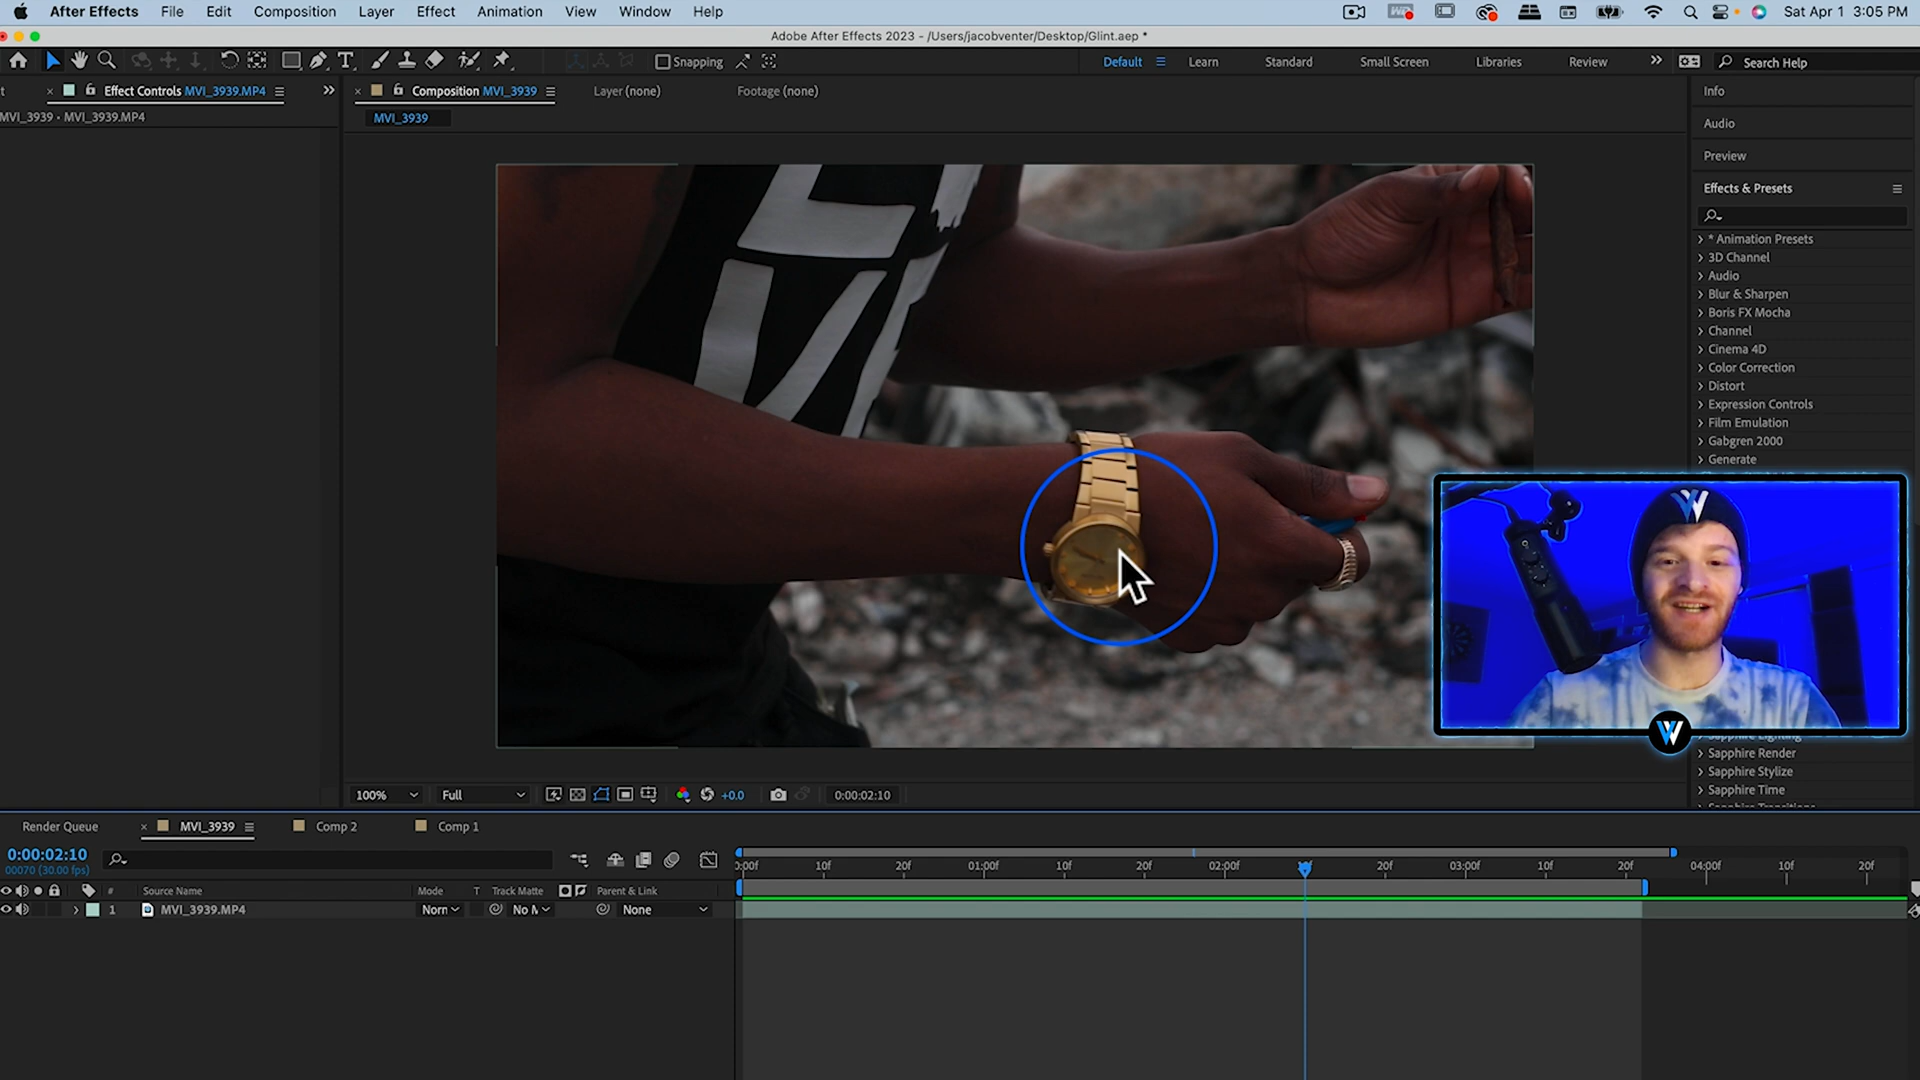 After Effects File Edit Composition Layer Effect Animation View Window Help Sat Apr 1 3:05 PM
Adobe After Effects 2023 - /Users/jacobventer/Desktop/Glint.aep *
Snapping Default Learn Standard Small Screen Libraries Review Search Help
Effect Controls MVI_3939.MP4 Composition MVI_3939 Layer (none) Footage (none) Info
MVI_3939 • MVI_3939.MP4 MVI_3939
Audio
Preview
Effects & Presets
* Animation Presets
3D Channel
Audio
Blur & Sharpen
Boris FX Mocha
Channel
Cinema 4D
Color Correction
Distort
Expression Controls
Film Emulation
Gabgren 2000
Generate
Sapphire Lighting
Sapphire Render
Sapphire Stylize
Sapphire Time
Sapphire Transitions
100% Full +0.0 0:00:02:10
Render Queue MVI_3939 Comp 2 Comp 1
0:00:02:10
00070 (30.00 fps)
:00f 10f 20f 01:00f 10f 20f 02:00f 20f 03:00f 10f 20f 04:00f 10f 20f
# Source Name Mode T Track Matte Parent & Link
1 MVI_3939.MP4 Norn No M None